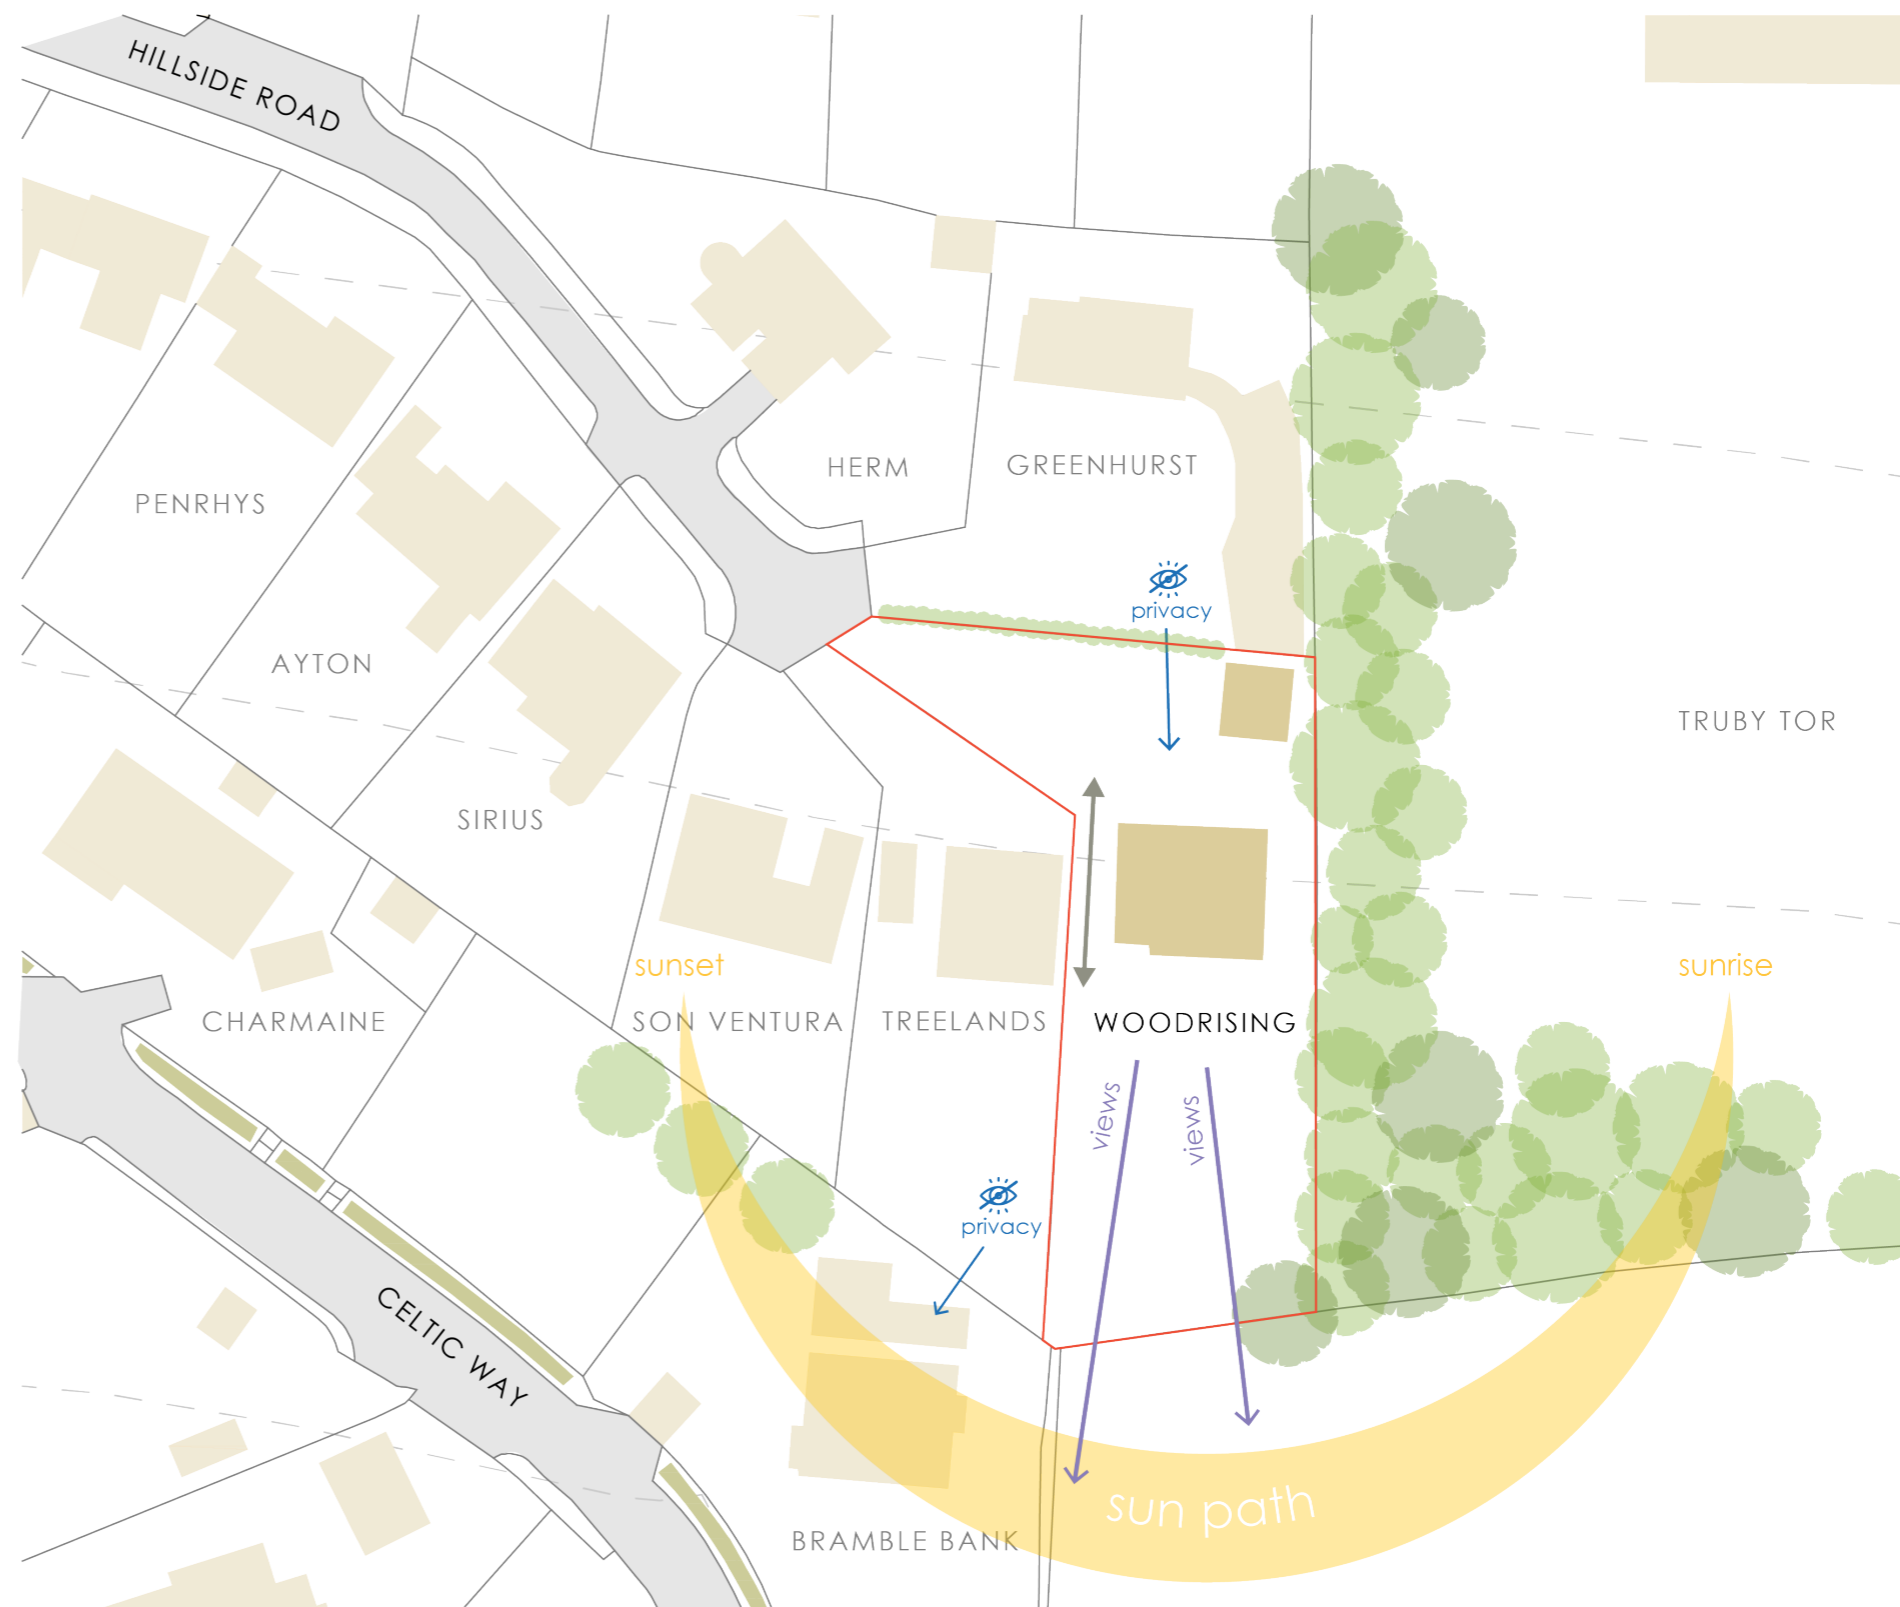 HILLSIDE ROAD
HERM
GREENHURST
PENRHYS
privacy
AYTON
TRUBY TOR
SIRIUS
sunset
sunrise
CHARMAINE
SON VENTURA
TREELANDS
WOODRISING
views
views
privacy
CELTIC WAY
sun path
BRAMBLE BANK